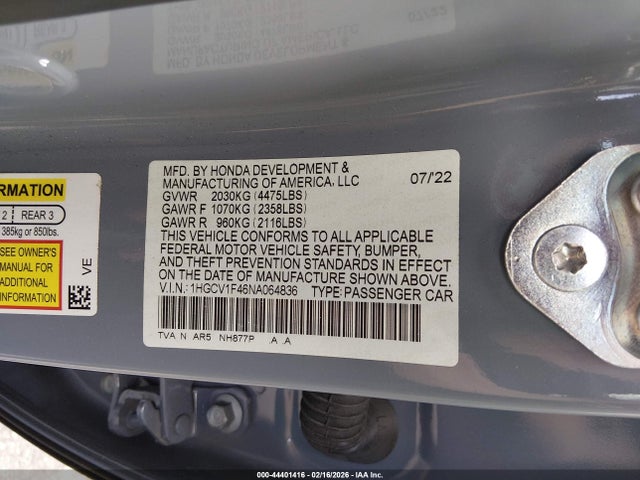 MFD. BY HONDA DEVELOPMENT &
MANUFACTURING OF AMERICA, LLC 07/'22
GVWR 2030KG (4475LBS)
GAWR F 1070KG (2358LBS)
GAWR R 960KG (2116LBS)
THIS VEHICLE CONFORMS TO ALL APPLICABLE
FEDERAL MOTOR VEHICLE SAFETY, BUMPER,
AND THEFT PREVENTION STANDARDS IN EFFECT
ON THE DATE OF MANUFACTURE SHOWN ABOVE.
V.I.N.: 1HGCV1F46NA064836 TYPE: PASSENGER CAR
TVA N AR5 NH877P .A .A
2 REAR 3
385kg or 850lbs.
SEE OWNER'S
MANUAL FOR
ADDITIONAL
VE
000-44401416 - 02/16/2026 - IAAI Inc.